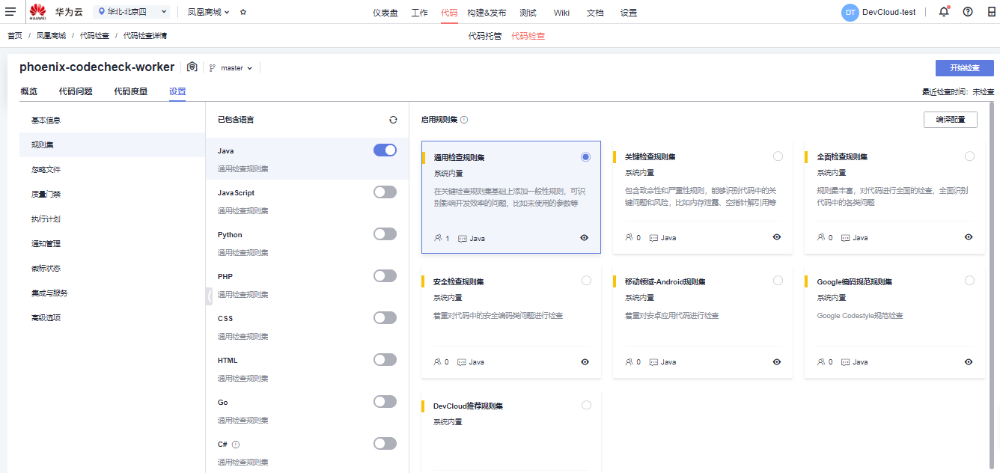 HUAWEI
华为云
华北-北京四
凤凰商城
仪表盘
工作
代码
构建&发布
测试
Wiki
文档
设置
DT
DevCloud-test
首页 / 凤凰商城 / 代码检查 / 代码检查详情
代码托管
代码检查
phoenix-codecheck-worker
master
开始检查
概览
代码问题
代码度量
设置
最近检查时间：未检查
基本信息
规则集
忽略文件
质量门禁
执行计划
通知管理
徽标状态
集成与服务
高级选项
已包含语言
Java
通用检查规则集
JavaScript
通用检查规则集
Python
通用检查规则集
PHP
通用检查规则集
CSS
通用检查规则集
HTML
通用检查规则集
Go
通用检查规则集
C#
通用检查规则集
启用规则集
编译配置
通用检查规则集
系统内置
在关键检查规则集基础上添加一般性规则，可识
别影响开发效率的问题，比如未使用的参数等
1
Java
关键检查规则集
系统内置
包含致命性和严重性规则，能够识别代码中的关
键问题和风险，比如内存泄露、空指针解引用等
0
Java
全面检查规则集
系统内置
规则最丰富，对代码进行全面的检查，全面识别
代码中的各类问题
0
Java
安全检查规则集
系统内置
着重对代码中的安全编码类问题进行检查
0
Java
移动领域-Android规则集
系统内置
着重对安卓应用代码进行检查
0
Java
Google编码规范规则集
系统内置
Google Codestyle规范检查
0
Java
DevCloud推荐规则集
系统内置